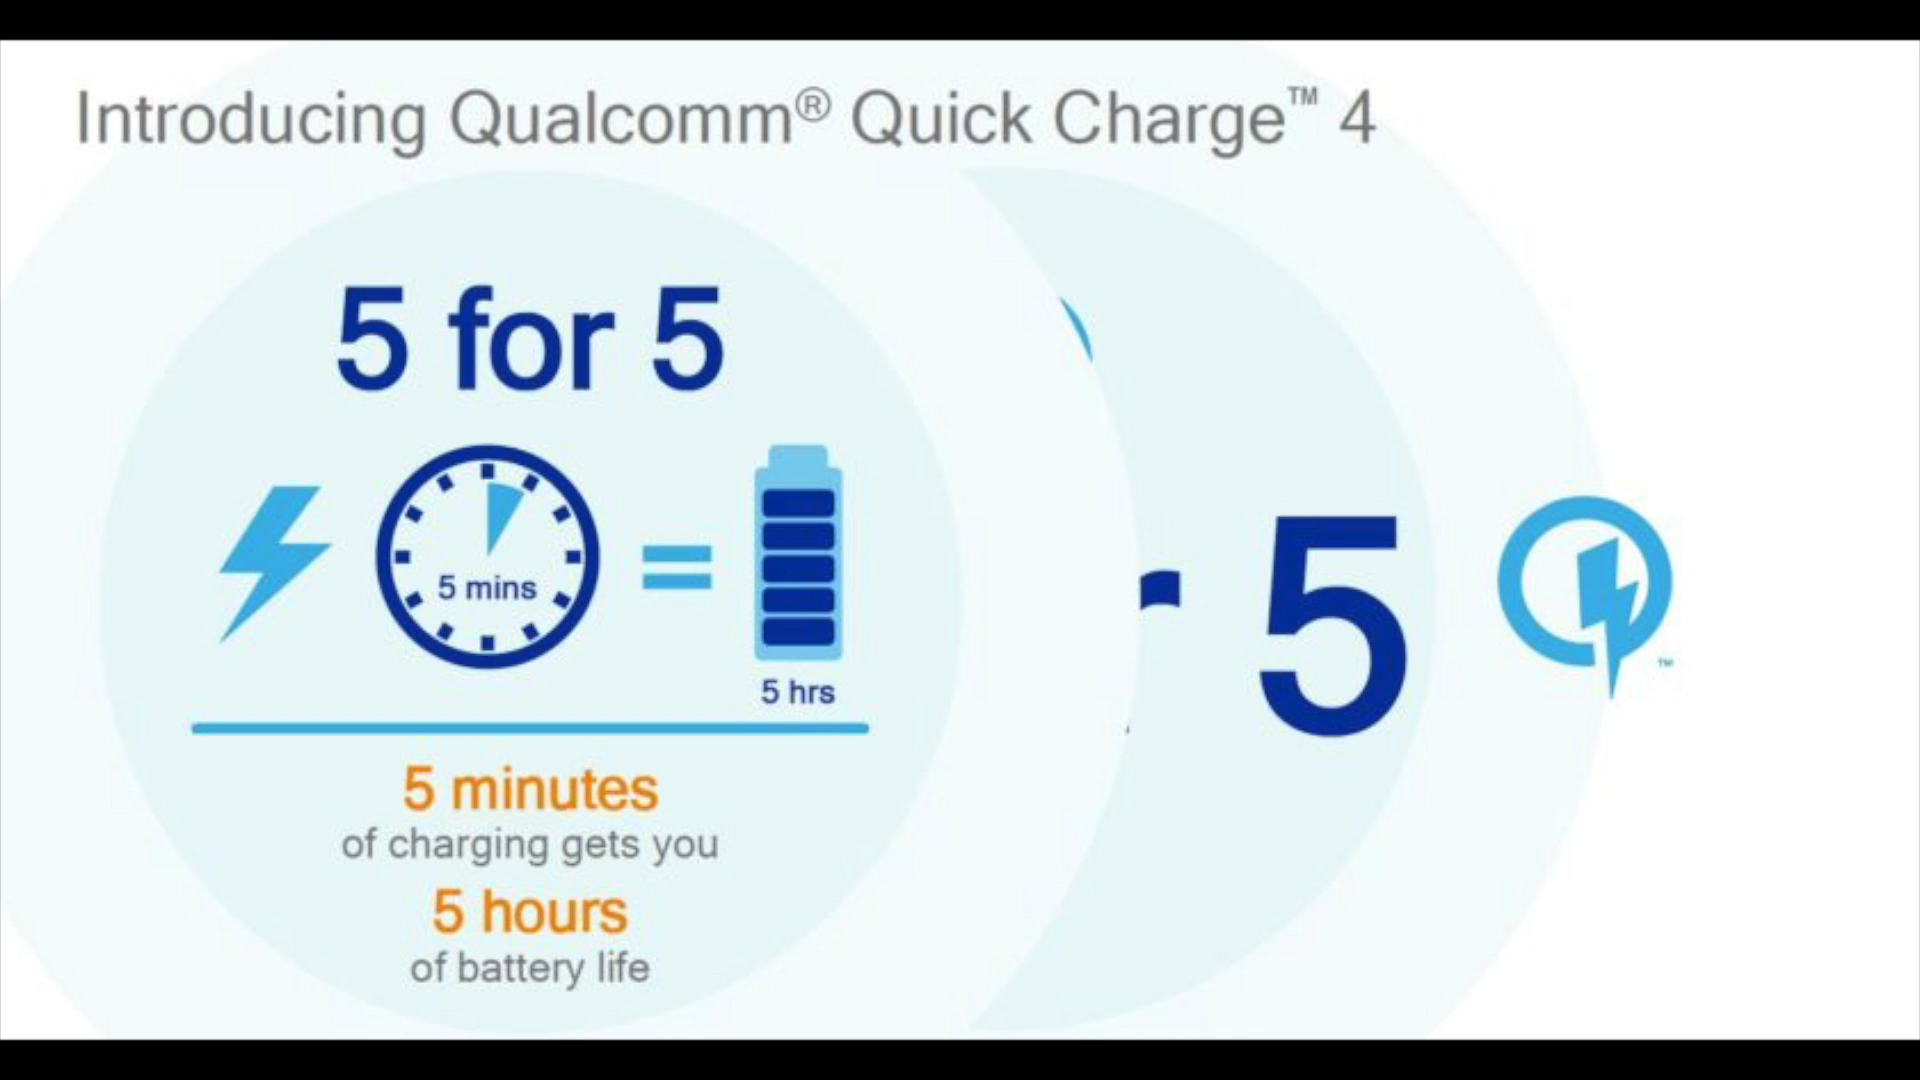 Introducing Qualcomm® Quick Charge™ 4
5 for 5
5 mins
=
5 hrs
5 minutes
of charging gets you
5 hours
of battery life
r 5
™